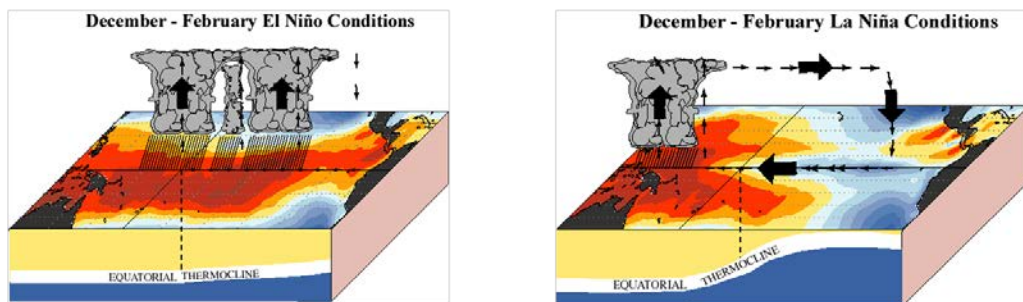 December - February El Niño Conditions
EQUATORIAL THERMOCLINE
December - February La Niña Conditions
EQUATORIAL THERMOCLINE